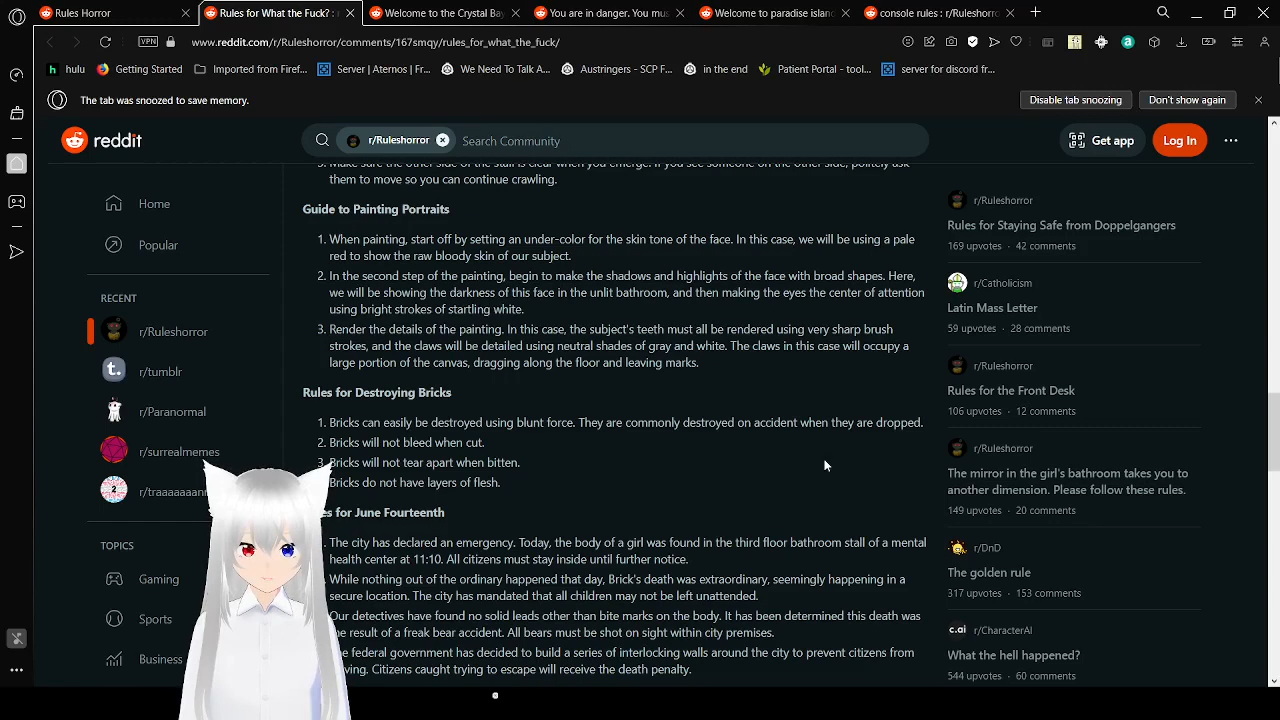 Rules Horror
Rules for What the Fuck? :
Welcome to the Crystal Bay
You are in danger. You mus
Welcome to paradise island
console rules : r/Ruleshorro
VPN
www.reddit.com/r/Ruleshorror/comments/167smqy/rules_for_what_the_fuck/
hulu
Getting Started
Imported from Firef...
Server | Aternos | Fr...
We Need To Talk A...
Austringers - SCP F...
in the end
Patient Portal - tool...
server for discord fr...
The tab was snoozed to save memory.
Disable tab snoozing
Don't show again
reddit
r/Ruleshorror
Search Community
Get app
Log In
Home
Popular
RECENT
r/Ruleshorror
r/tumblr
r/Paranormal
r/surrealmemes
r/traaaaaaann
TOPICS
Gaming
Sports
Business
3. Make sure the other side of the stall is clear when you emerge. If you see someone on the other side, politely ask
them to move so you can continue crawling.
Guide to Painting Portraits
1. When painting, start off by setting an under-color for the skin tone of the face. In this case, we will be using a pale
red to show the raw bloody skin of our subject.
2. In the second step of the painting, begin to make the shadows and highlights of the face with broad shapes. Here,
we will be showing the darkness of this face in the unlit bathroom, and then making the eyes the center of attention
using bright strokes of startling white.
3. Render the details of the painting. In this case, the subject's teeth must all be rendered using very sharp brush
strokes, and the claws will be detailed using neutral shades of gray and white. The claws in this case will occupy a
large portion of the canvas, dragging along the floor and leaving marks.
Rules for Destroying Bricks
1. Bricks can easily be destroyed using blunt force. They are commonly destroyed on accident when they are dropped.
2. Bricks will not bleed when cut.
3. Bricks will not tear apart when bitten.
Bricks do not have layers of flesh.
es for June Fourteenth
The city has declared an emergency. Today, the body of a girl was found in the third floor bathroom stall of a mental
health center at 11:10. All citizens must stay inside until further notice.
While nothing out of the ordinary happened that day, Brick's death was extraordinary, seemingly happening in a
secure location. The city has mandated that all children may not be left unattended.
Our detectives have found no solid leads other than bite marks on the body. It has been determined this death was
he result of a freak bear accident. All bears must be shot on sight within city premises.
he federal government has decided to build a series of interlocking walls around the city to prevent citizens from
ving. Citizens caught trying to escape will receive the death penalty.
r/Ruleshorror
Rules for Staying Safe from Doppelgangers
169 upvotes · 42 comments
r/Catholicism
Latin Mass Letter
59 upvotes · 28 comments
r/Ruleshorror
Rules for the Front Desk
106 upvotes · 12 comments
r/Ruleshorror
The mirror in the girl's bathroom takes you to
another dimension. Please follow these rules.
149 upvotes · 20 comments
r/DnD
The golden rule
317 upvotes · 153 comments
c.ai
r/CharacterAI
What the hell happened?
544 upvotes · 60 comments